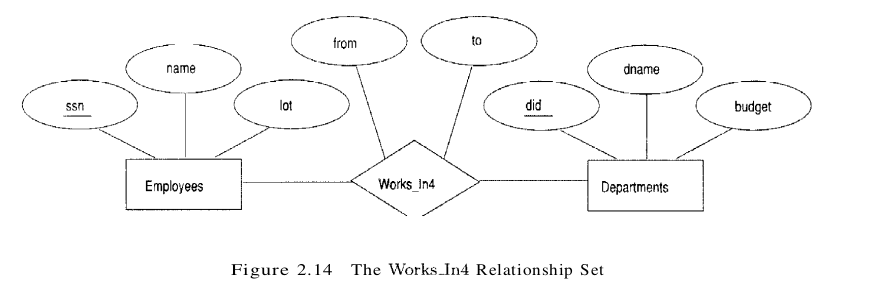 from
to
name
dname
ssn
lot
did
budget
Employees
Works_In4
Departments
Figure 2.14 The Works_In4 Relationship Set